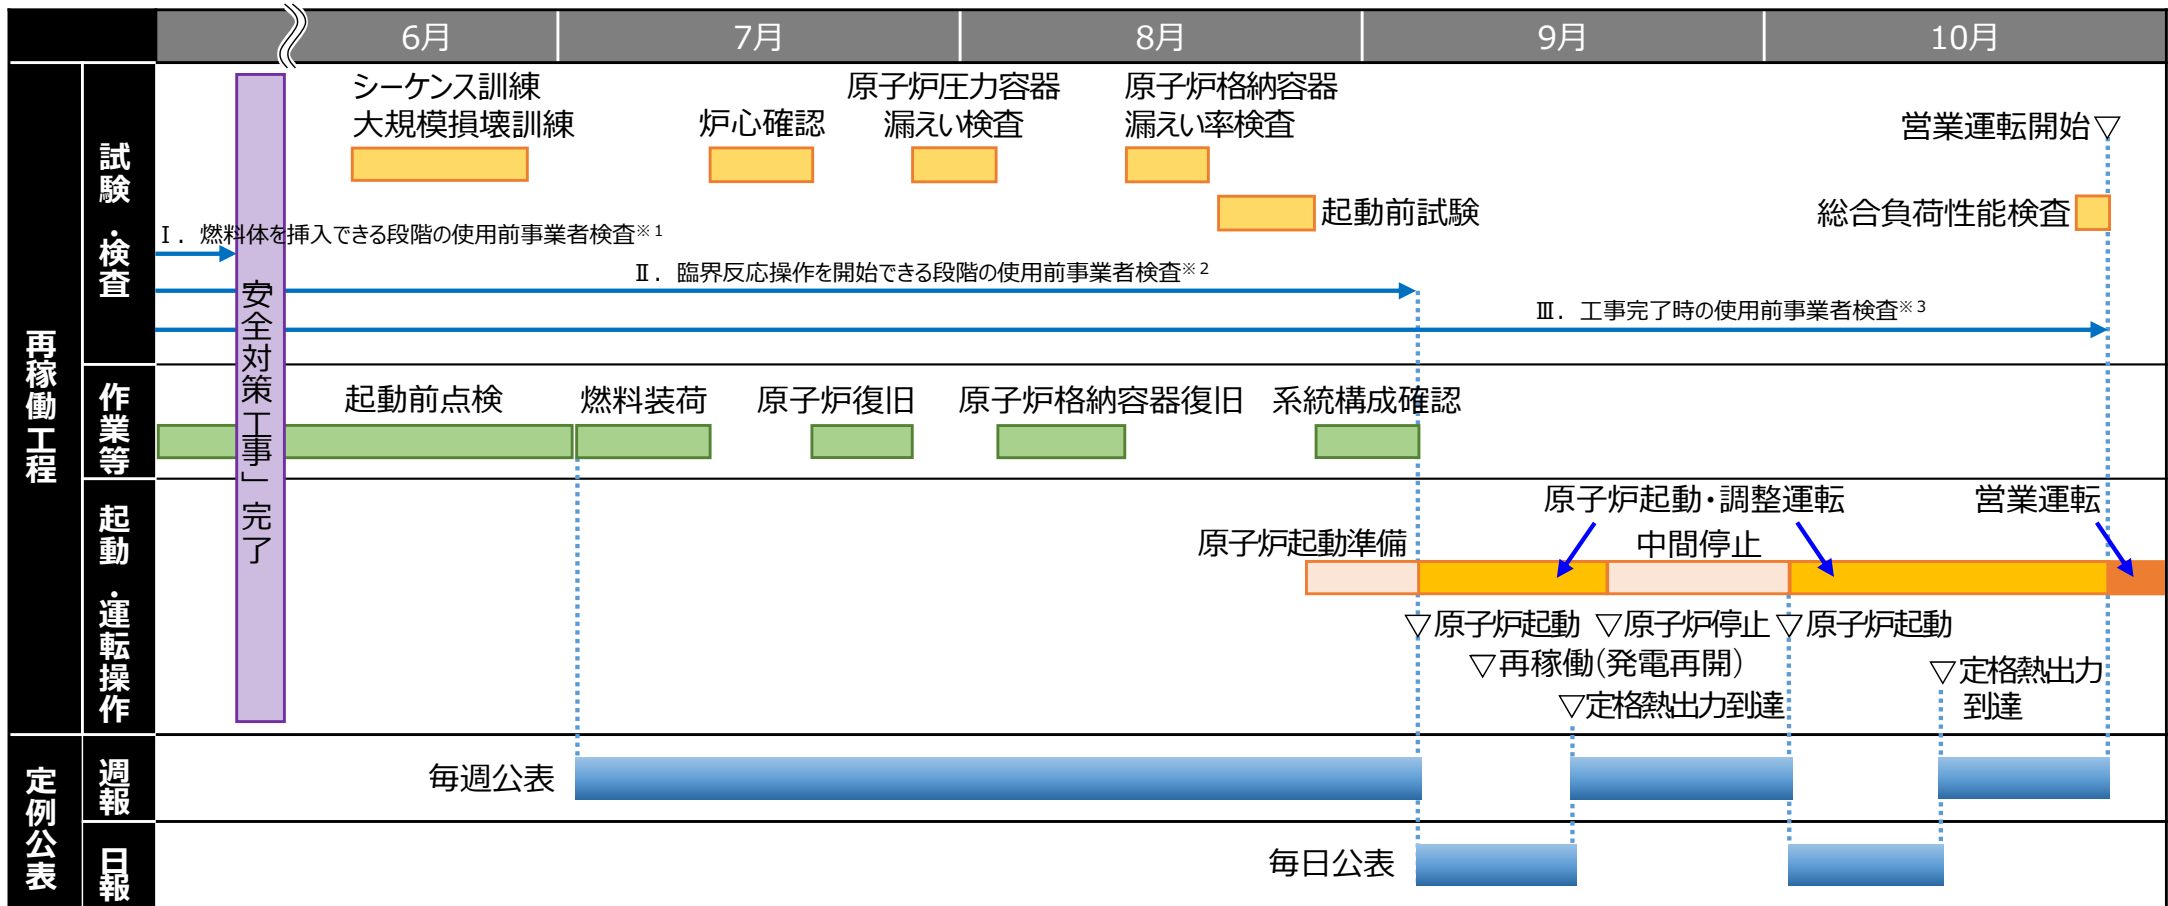 6月
7月
8月
9月
10月
再稼働工程
試験・検査
シーケンス訓練
大規模損壊訓練
炉心確認
原子炉圧力容器
漏えい検査
原子炉格納容器
漏えい率検査
営業運転開始▽
起動前試験
総合負荷性能検査
Ⅰ．燃料体を挿入できる段階の使用前事業者検査※1
Ⅱ．臨界反応操作を開始できる段階の使用前事業者検査※2
Ⅲ．工事完了時の使用前事業者検査※3
「安全対策工事」完了
作業等
起動前点検
燃料装荷
原子炉復旧
原子炉格納容器復旧
系統構成確認
起動・運転操作
原子炉起動・調整運転
営業運転
原子炉起動準備
中間停止
▽原子炉起動
▽原子炉停止
▽原子炉起動
▽再稼働(発電再開)
▽定格熱出力
到達
▽定格熱出力到達
定例公表
週報
毎週公表
日報
毎日公表